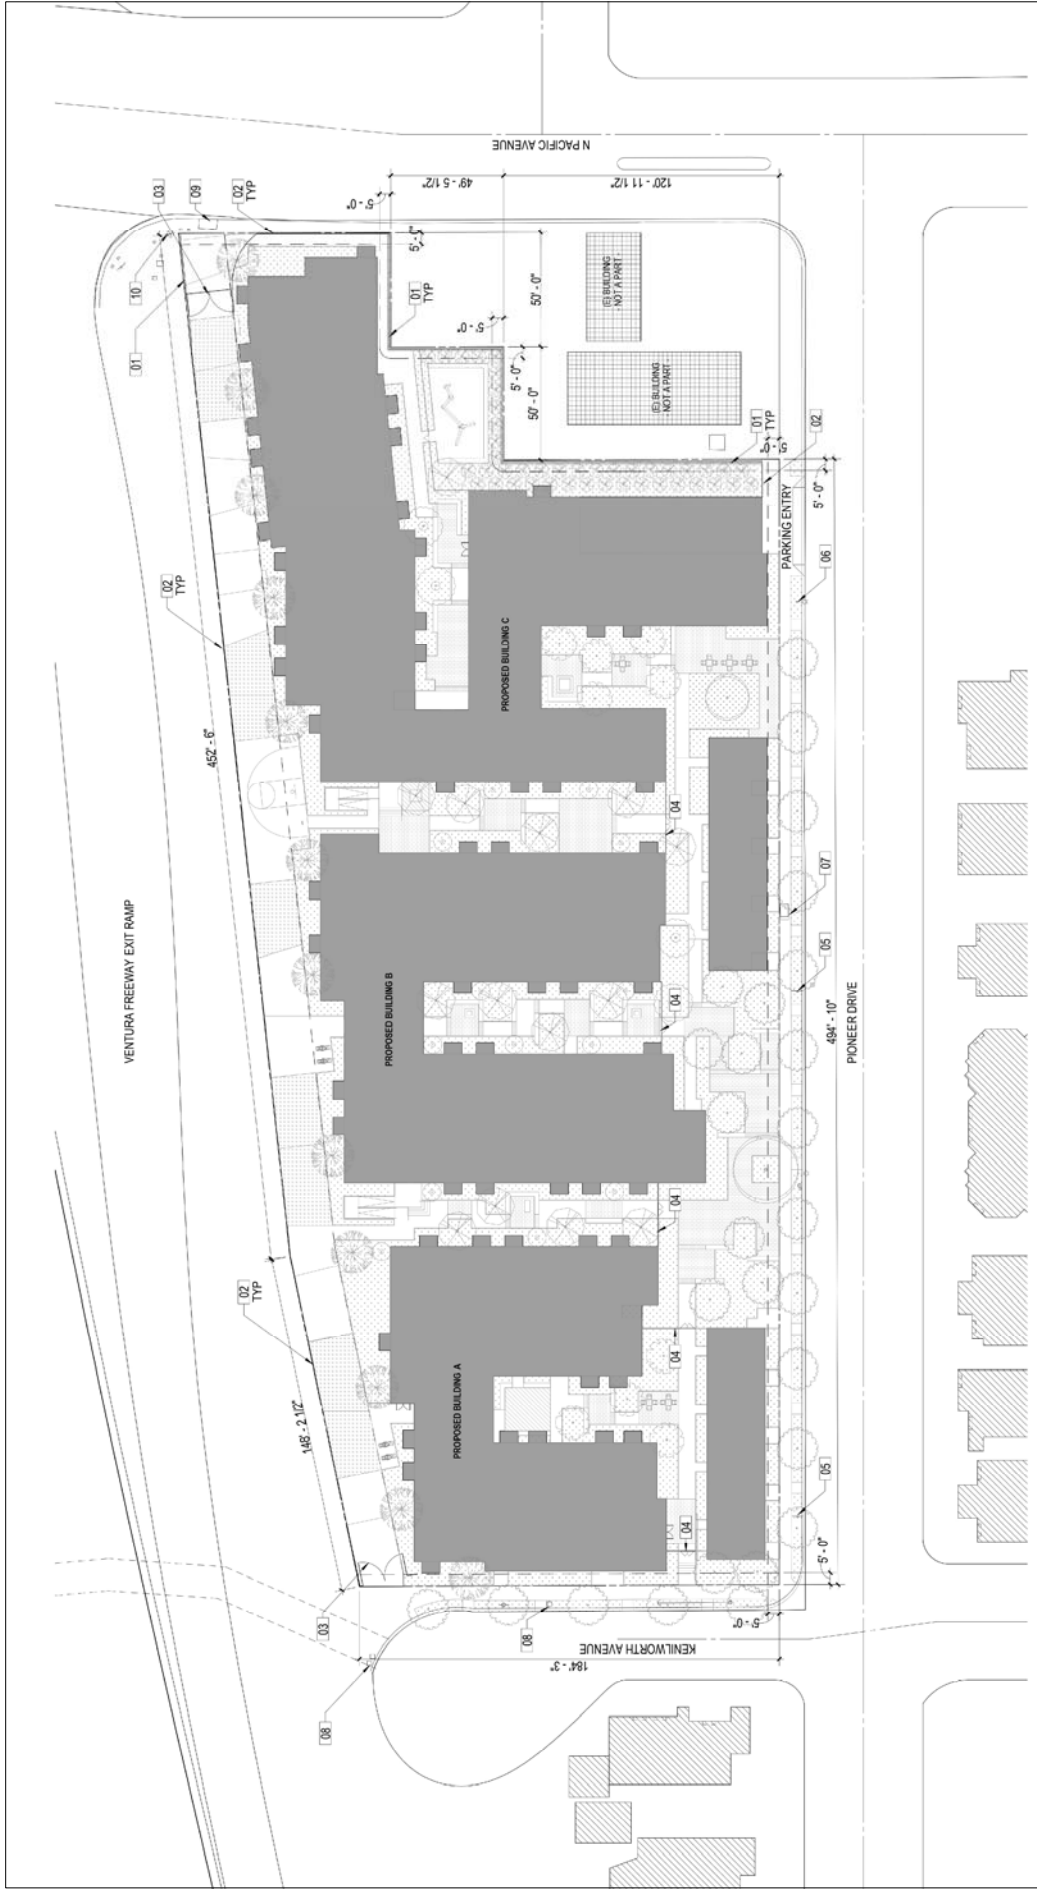 VENTURA FREEWAY EXIT RAMP
N PACIFIC AVENUE
KENILWORTH AVENUE
PIONEER DRIVE
PROPOSED BUILDING A
PROPOSED BUILDING B
PROPOSED BUILDING C
(E) BUILDING
- NOT A PART -
(E) BUILDING
- NOT A PART -
PARKING ENTRY
148' - 2 1/2"
452' - 6"
494' - 10"
184' - 3"
49' - 5 1/2"
120' - 11 1/2"
50' - 0"
50' - 0"
5' - 0"
5' - 0"
5' - 0"
5' - 0"
5' - 0"
5' - 0"
5' - 0"
5' - 0"
03
09
02
TYP
10
01
01
TYP
02
TYP
02
TYP
01
TYP
02
06
07
05
05
04
04
04
04
04
03
08
08